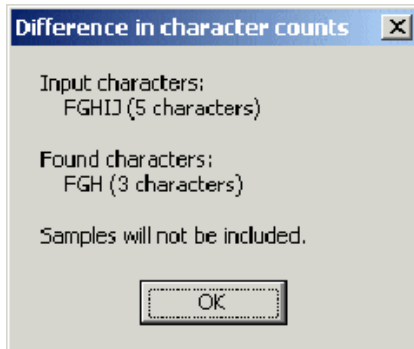 Difference in character counts
Input characters:
FGHIJ (5 characters)
Found characters:
FGH (3 characters)
Samples will not be included.
OK